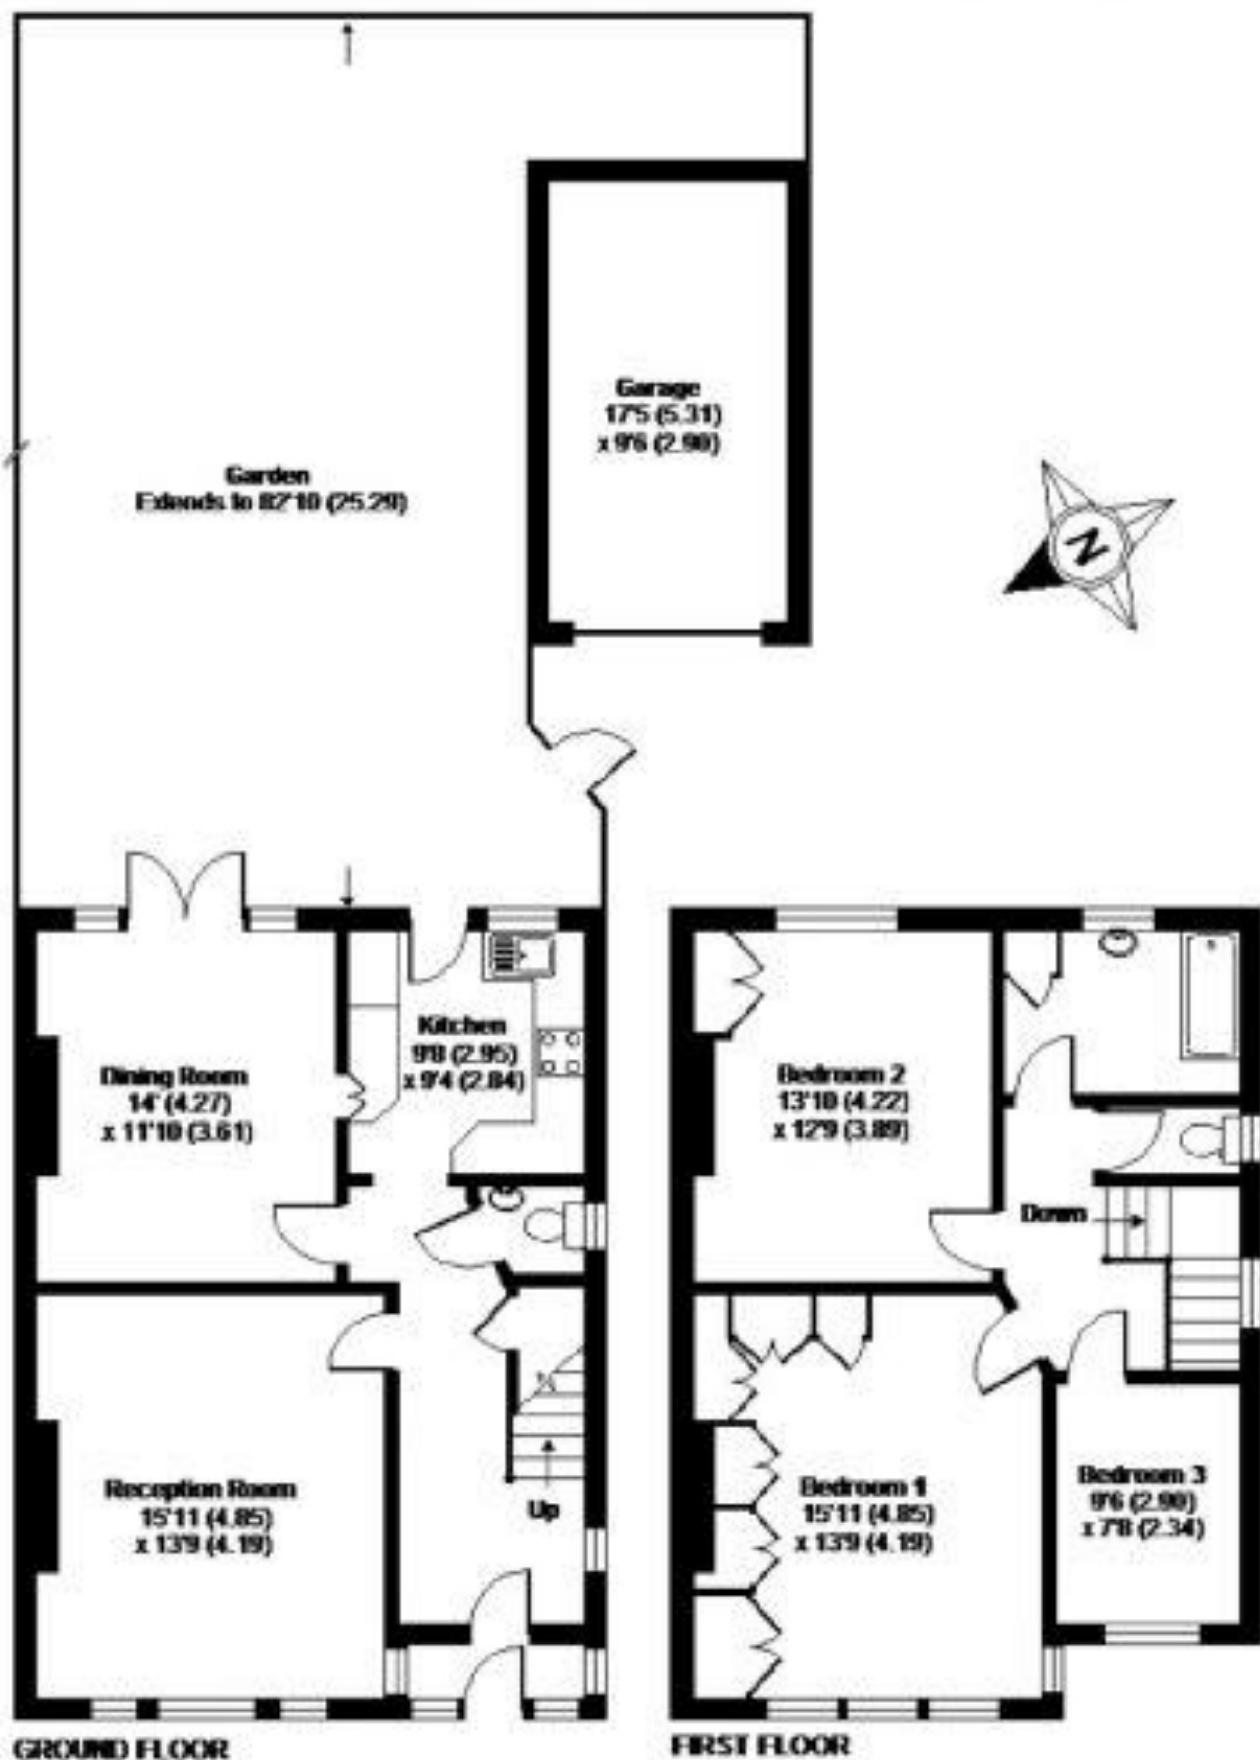 Garage
17'5 (5.31)
x 9'6 (2.90)
Garden
Extends to 82'10 (25.29)
N
Kitchen
9'8 (2.95)
x 9'4 (2.84)
Dining Room
14' (4.27)
x 11'10 (3.61)
Bedroom 2
13'10 (4.22)
x 12'9 (3.89)
Down
Reception Room
15'11 (4.85)
x 13'9 (4.19)
Up
Bedroom 1
15'11 (4.85)
x 13'9 (4.19)
Bedroom 3
9'6 (2.90)
x 7'8 (2.34)
GROUND FLOOR
FIRST FLOOR